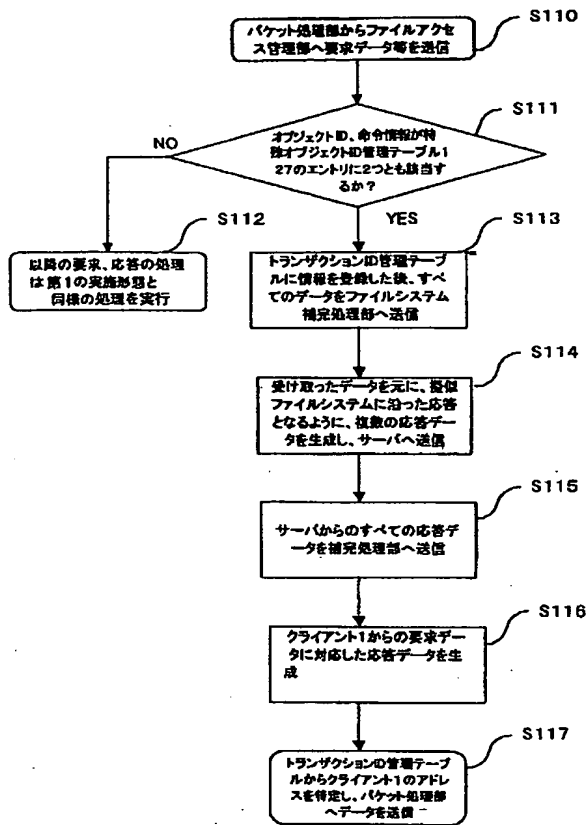 S110
パケット処理部からファイルアクセ
ス管理部へ要求データ等を送信
S111
オブジェクトID、命令情報が特
殊オブジェクトID管理テーブル1
27のエントリに2つとも該当す
るか？
NO
YES
S112
以降の要求、応答の処理
は第1の実施形態と
同様の処理を実行
S113
トランザクションID管理テーブ
ルに情報を登録した後、すべ
てのデータをファイルシステム
補完処理部へ送信
S114
受け取ったデータを元に、擬似
ファイルシステムに沿った応答
となるように、複数の応答デー
タを生成し、サーバへ送信
S115
サーバからのすべての応答デ
ータを補完処理部へ送信
S116
クライアント1からの要求デー
タに対応した応答データを生
成
S117
トランザクションID管理テーブ
ルからクライアント1のアドレ
スを特定し、パケット処理部
へデータを送信